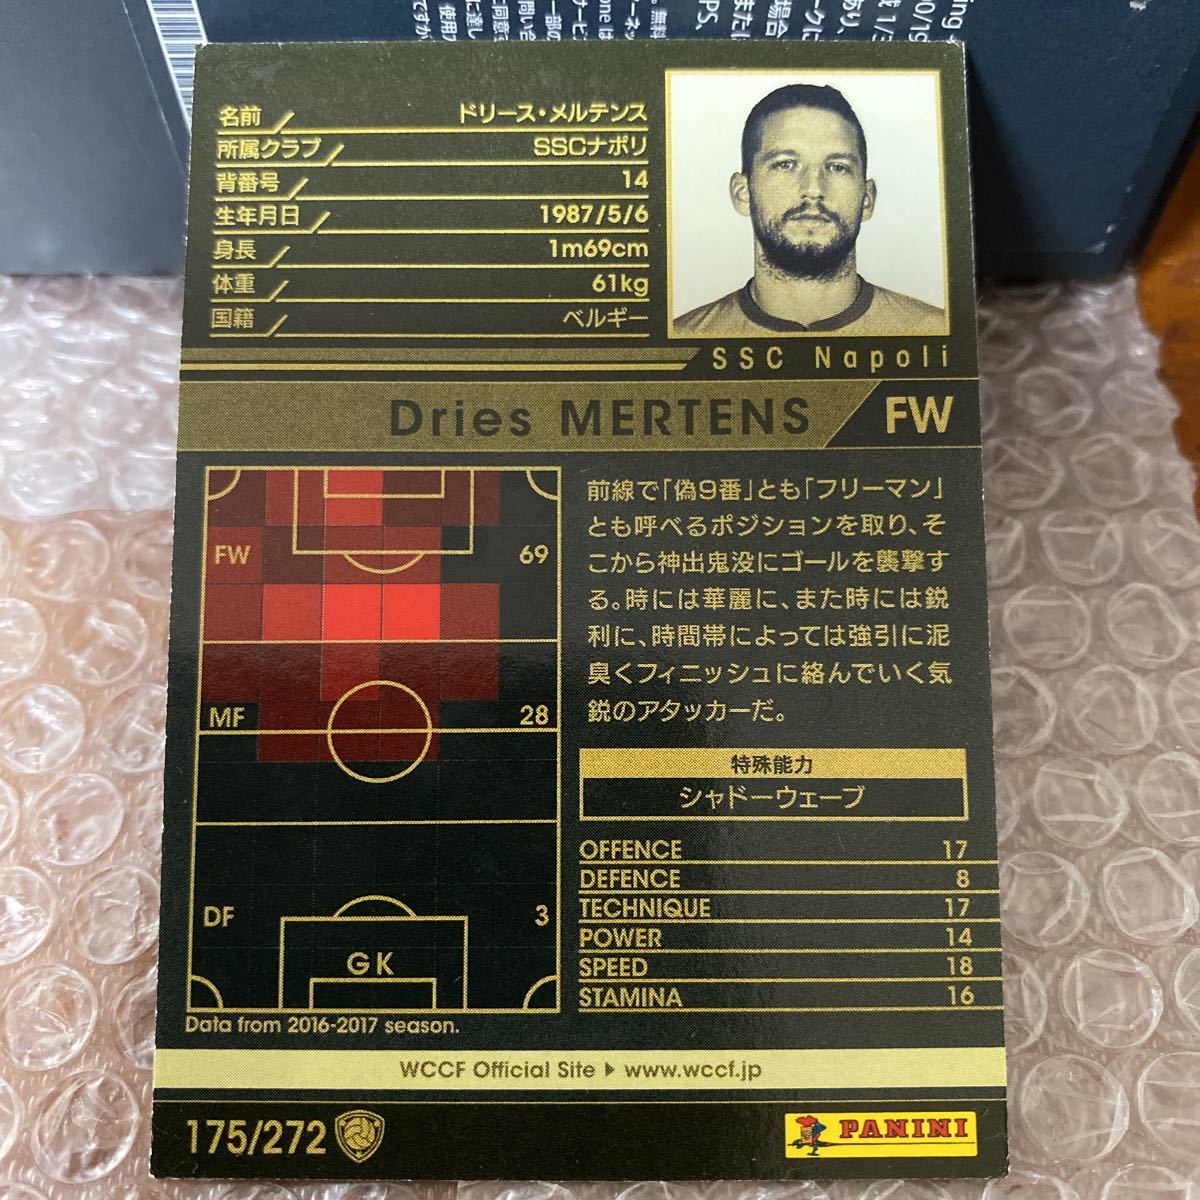 名前 ドリース・メルテンス
所属クラブ SSCナポリ
背番号 14
生年月日 1987/5/6
身長 1m69cm
体重 61kg
国籍 ベルギー
SSC Napoli
Dries MERTENS FW
FW 69
MF 28
DF 3
GK
Data from 2016-2017 season.
前線で「偽9番」とも「フリーマン」
とも呼べるポジションを取り、そ
こから神出鬼没にゴールを襲撃す
る。時には華麗に、また時には鋭
利に、時間帯によっては強引に泥
臭くフィニッシュに絡んでいく気
鋭のアタッカーだ。
特殊能力
シャドーウェーブ
OFFENCE 17
DEFENCE 8
TECHNIQUE 17
POWER 14
SPEED 18
STAMINA 16
WCCF Official Site ▶ www.wccf.jp
175/272
PANINI